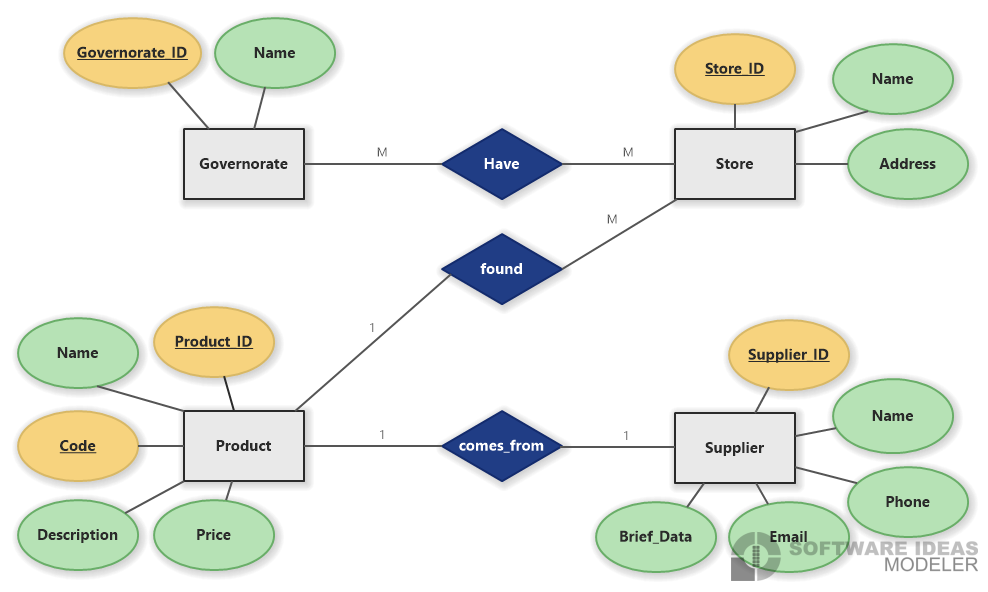 Governorate_ID
Name
Store_ID
Name
Governorate
M
Have
M
Store
Address
M
found
1
Name
Product_ID
Supplier_ID
Code
Product
1
comes_from
1
Supplier
Name
Phone
Description
Price
Brief_Data
Email
SOFTWARE IDEAS
MODELER